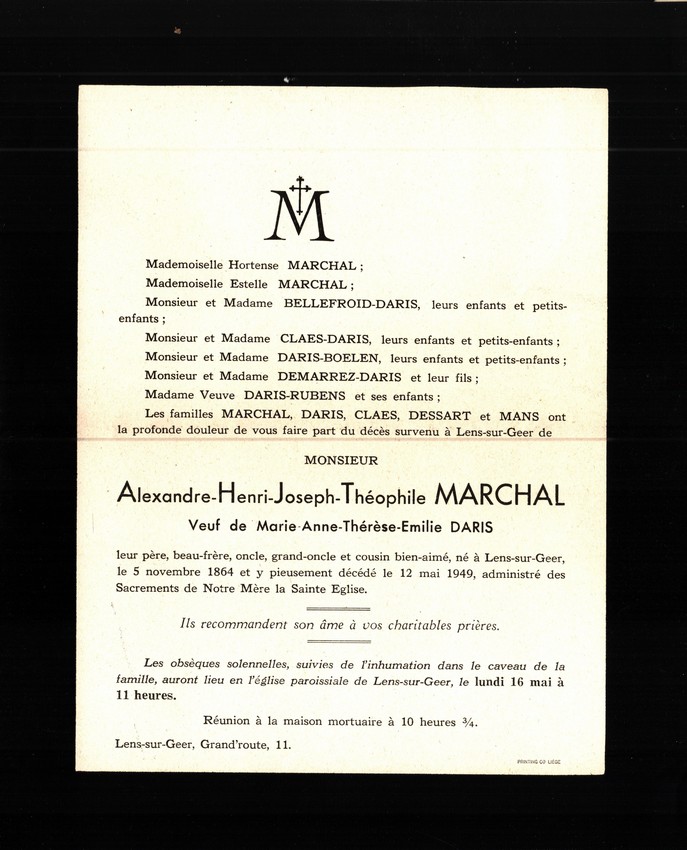 M
Mademoiselle Hortense MARCHAL ;
Mademoiselle Estelle MARCHAL ;
Monsieur et Madame BELLEFROID-DARIS, leurs enfants et petits-
enfants ;
Monsieur et Madame CLAES-DARIS, leurs enfants et petits-enfants ;
Monsieur et Madame DARIS-BOELEN, leurs enfants et petits-enfants ;
Monsieur et Madame DEMARREZ-DARIS et leur fils ;
Madame Veuve DARIS-RUBENS et ses enfants ;
Les familles MARCHAL, DARIS, CLAES, DESSART et MANS ont
la profonde douleur de vous faire part du décès survenu à Lens-sur-Geer de
MONSIEUR
Alexandre-Henri-Joseph-Théophile MARCHAL
Veuf de Marie-Anne-Thérèse-Emilie DARIS
leur père, beau-frère, oncle, grand-oncle et cousin bien-aimé, né à Lens-sur-Geer,
le 5 novembre 1864 et y pieusement décédé le 12 mai 1949, administré des
Sacrements de Notre Mère la Sainte Eglise.
Ils recommandent son âme à vos charitables prières.
Les obsèques solennelles, suivies de l'inhumation dans le caveau de la
famille, auront lieu en l'église paroissiale de Lens-sur-Geer, le lundi 16 mai à
11 heures.
Réunion à la maison mortuaire à 10 heures ¾.
Lens-sur-Geer, Grand'route, 11.
PRINTING CO LIEGE